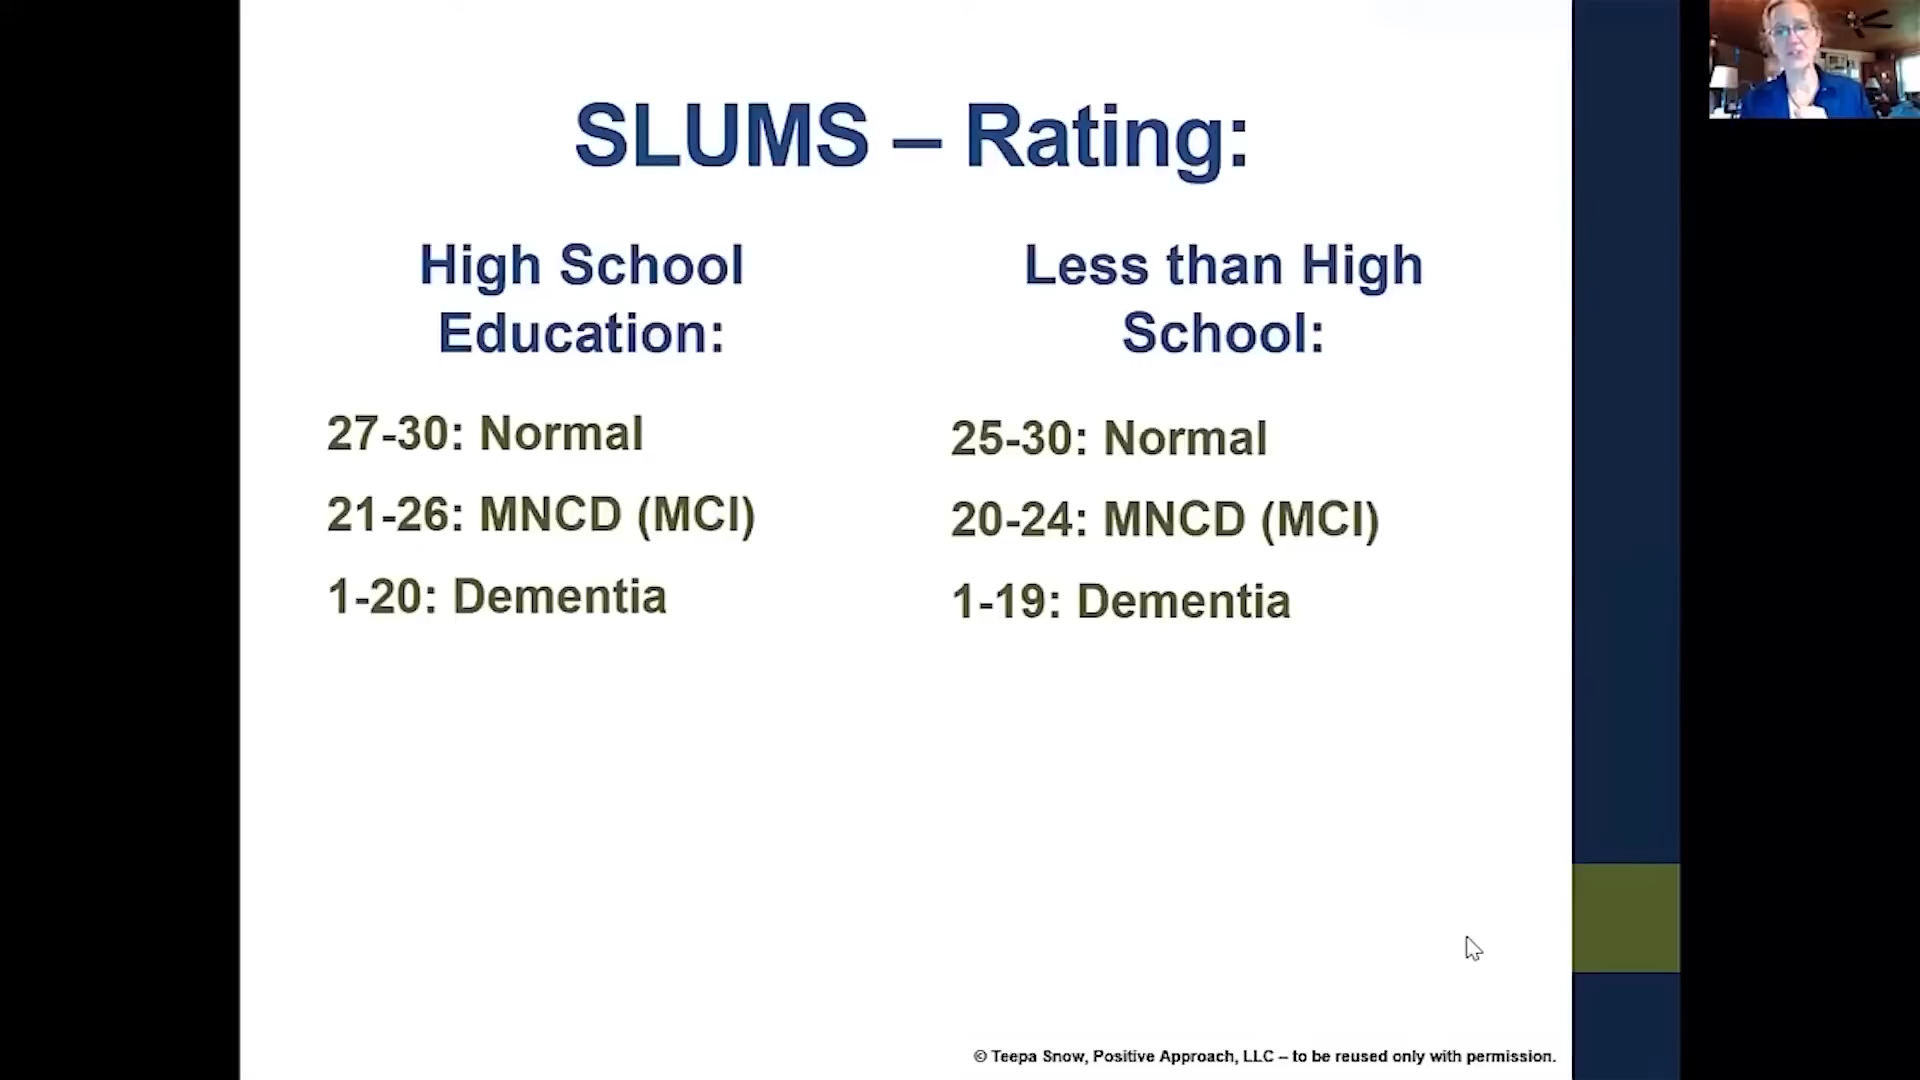 SLUMS – Rating:
High School
Education:
27-30: Normal
21-26: MNCD (MCI)
1-20: Dementia
Less than High
School:
25-30: Normal
20-24: MNCD (MCI)
1-19: Dementia
© Teepa Snow, Positive Approach, LLC – to be reused only with permission.